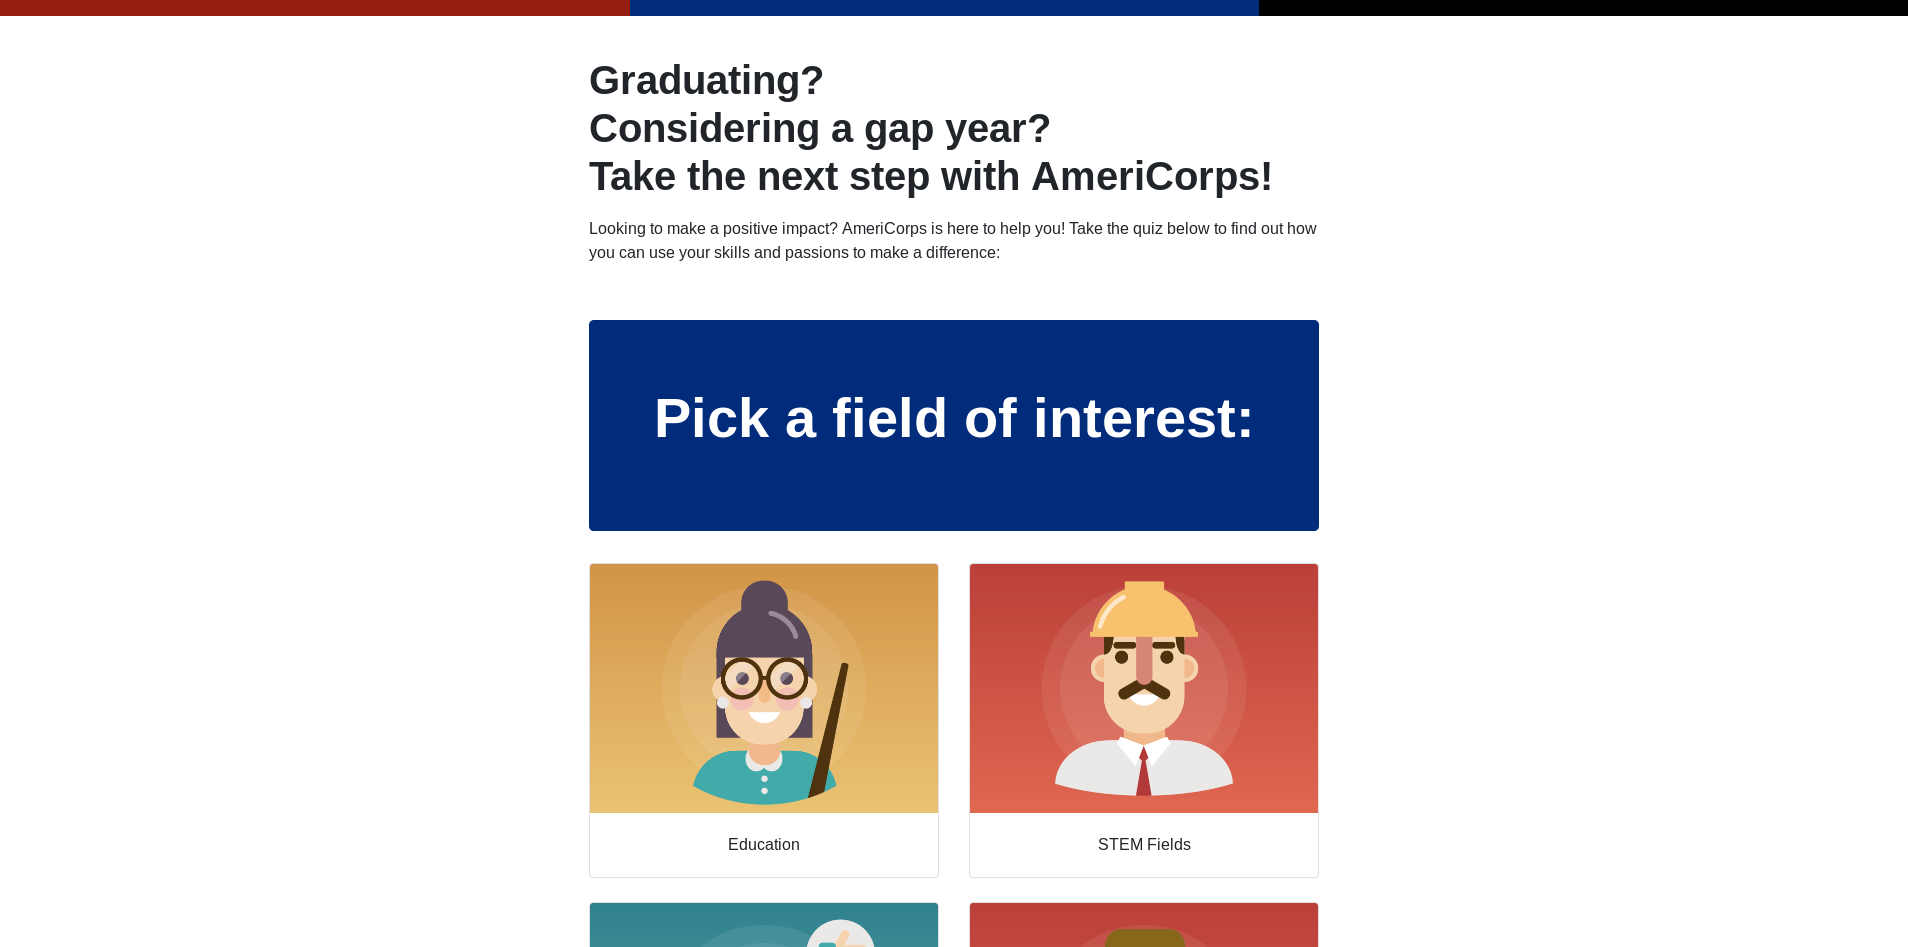 Graduating?
Considering a gap year?
Take the next step with AmeriCorps!
Looking to make a positive impact? AmeriCorps is here to help you! Take the quiz below to find out how
you can use your skills and passions to make a difference:
Pick a field of interest:
Education
STEM Fields